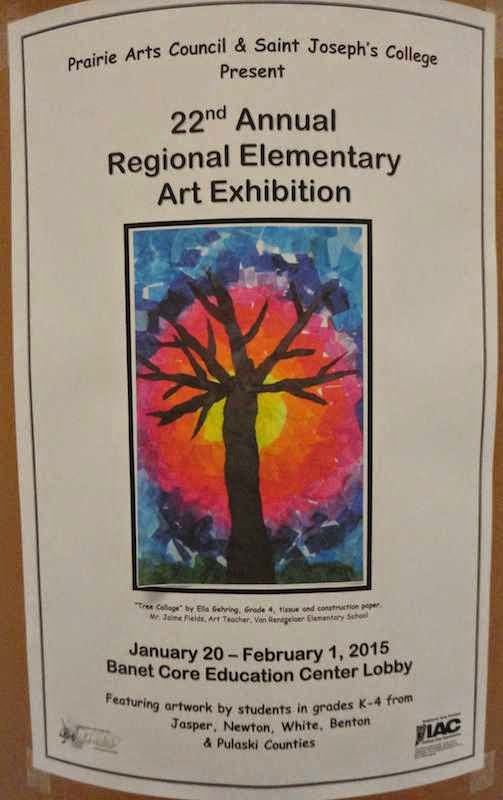 Prairie Arts Council & Saint Joseph's College
Present
22nd Annual
Regional Elementary
Art Exhibition
"Tree Collage" by Ella Gehring, Grade 4, tissue and construction paper.
Mr. Jaime Fields, Art Teacher, Van Rensselaer Elementary School
January 20 – February 1, 2015
Banet Core Education Center Lobby
Featuring artwork by students in grades K-4 from
Jasper, Newton, White, Benton
& Pulaski Counties
IAC